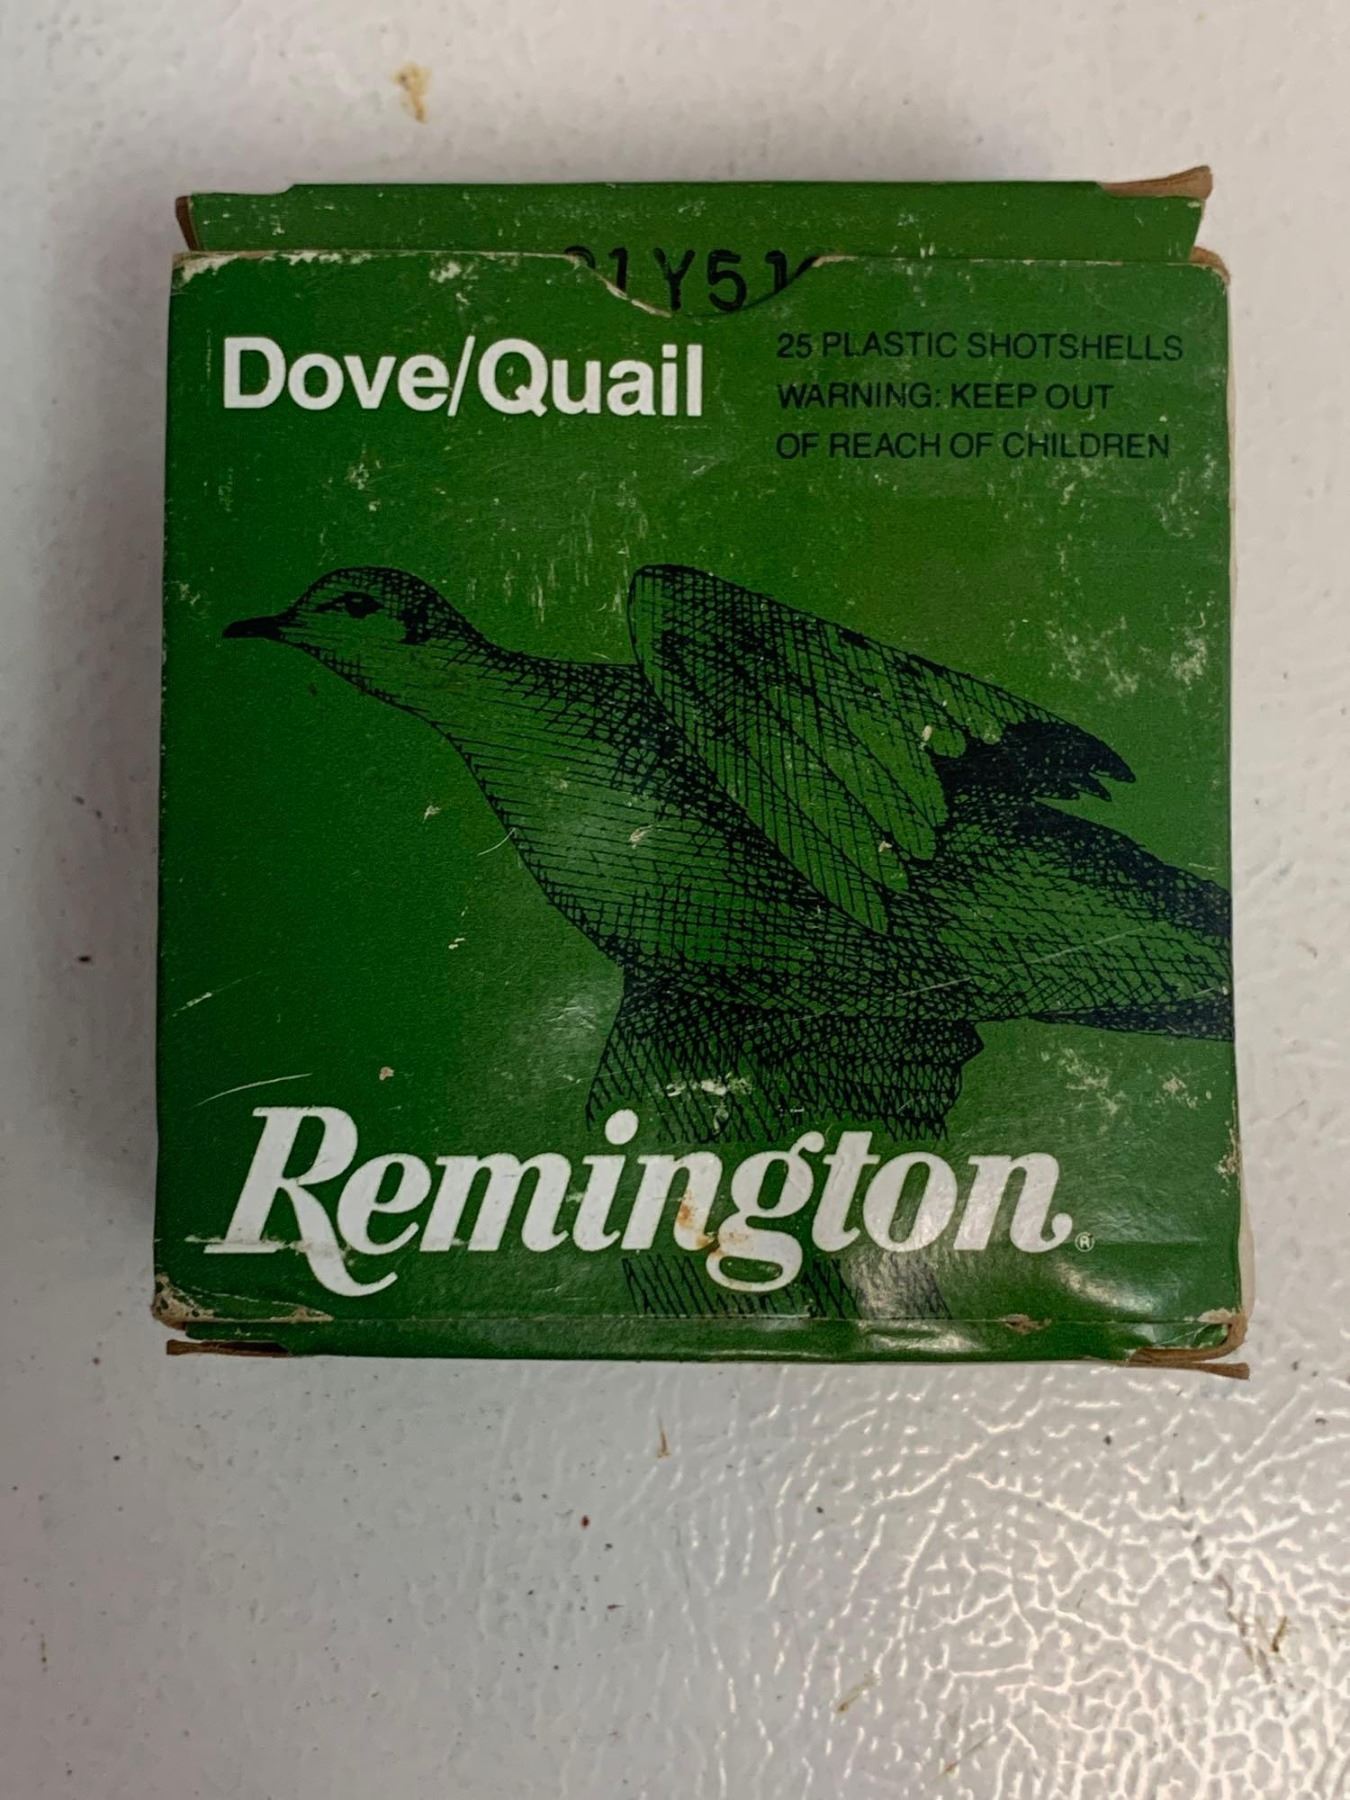 Dove/Quail
25 PLASTIC SHOTSHELLS
WARNING: KEEP OUT
OF REACH OF CHILDREN
Remington®